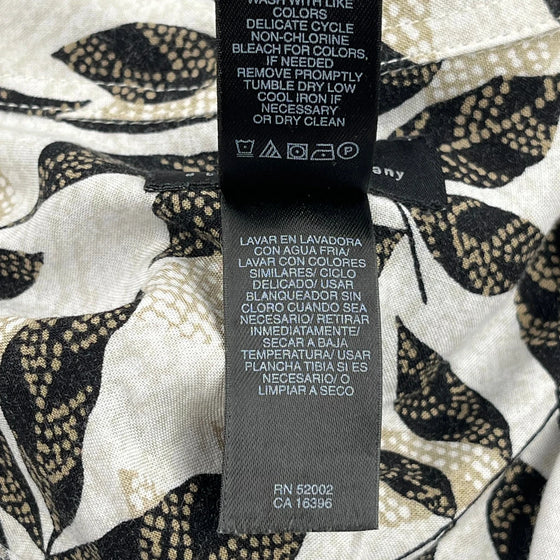 WASH WITH LIKE
COLORS
DELICATE CYCLE
NON-CHLORINE
BLEACH FOR COLORS,
IF NEEDED
REMOVE PROMPTLY
TUMBLE DRY LOW
COOL IRON IF
NECESSARY
OR DRY CLEAN
P
any
LAVAR EN LAVADORA
CON AGUA FRIA/
LAVAR CON COLORES
SIMILARES/ CICLO
DELICADO/ USAR
BLANQUEADOR SIN
CLORO CUANDO SEA
NECESARIO/ RETIRAR
INMEDIATAMENTE/
SECAR A BAJA
TEMPERATURA/ USAR
PLANCHA TIBIA SI ES
NECESARIO/ O
LIMPIAR A SECO
RN 52002
CA 16396